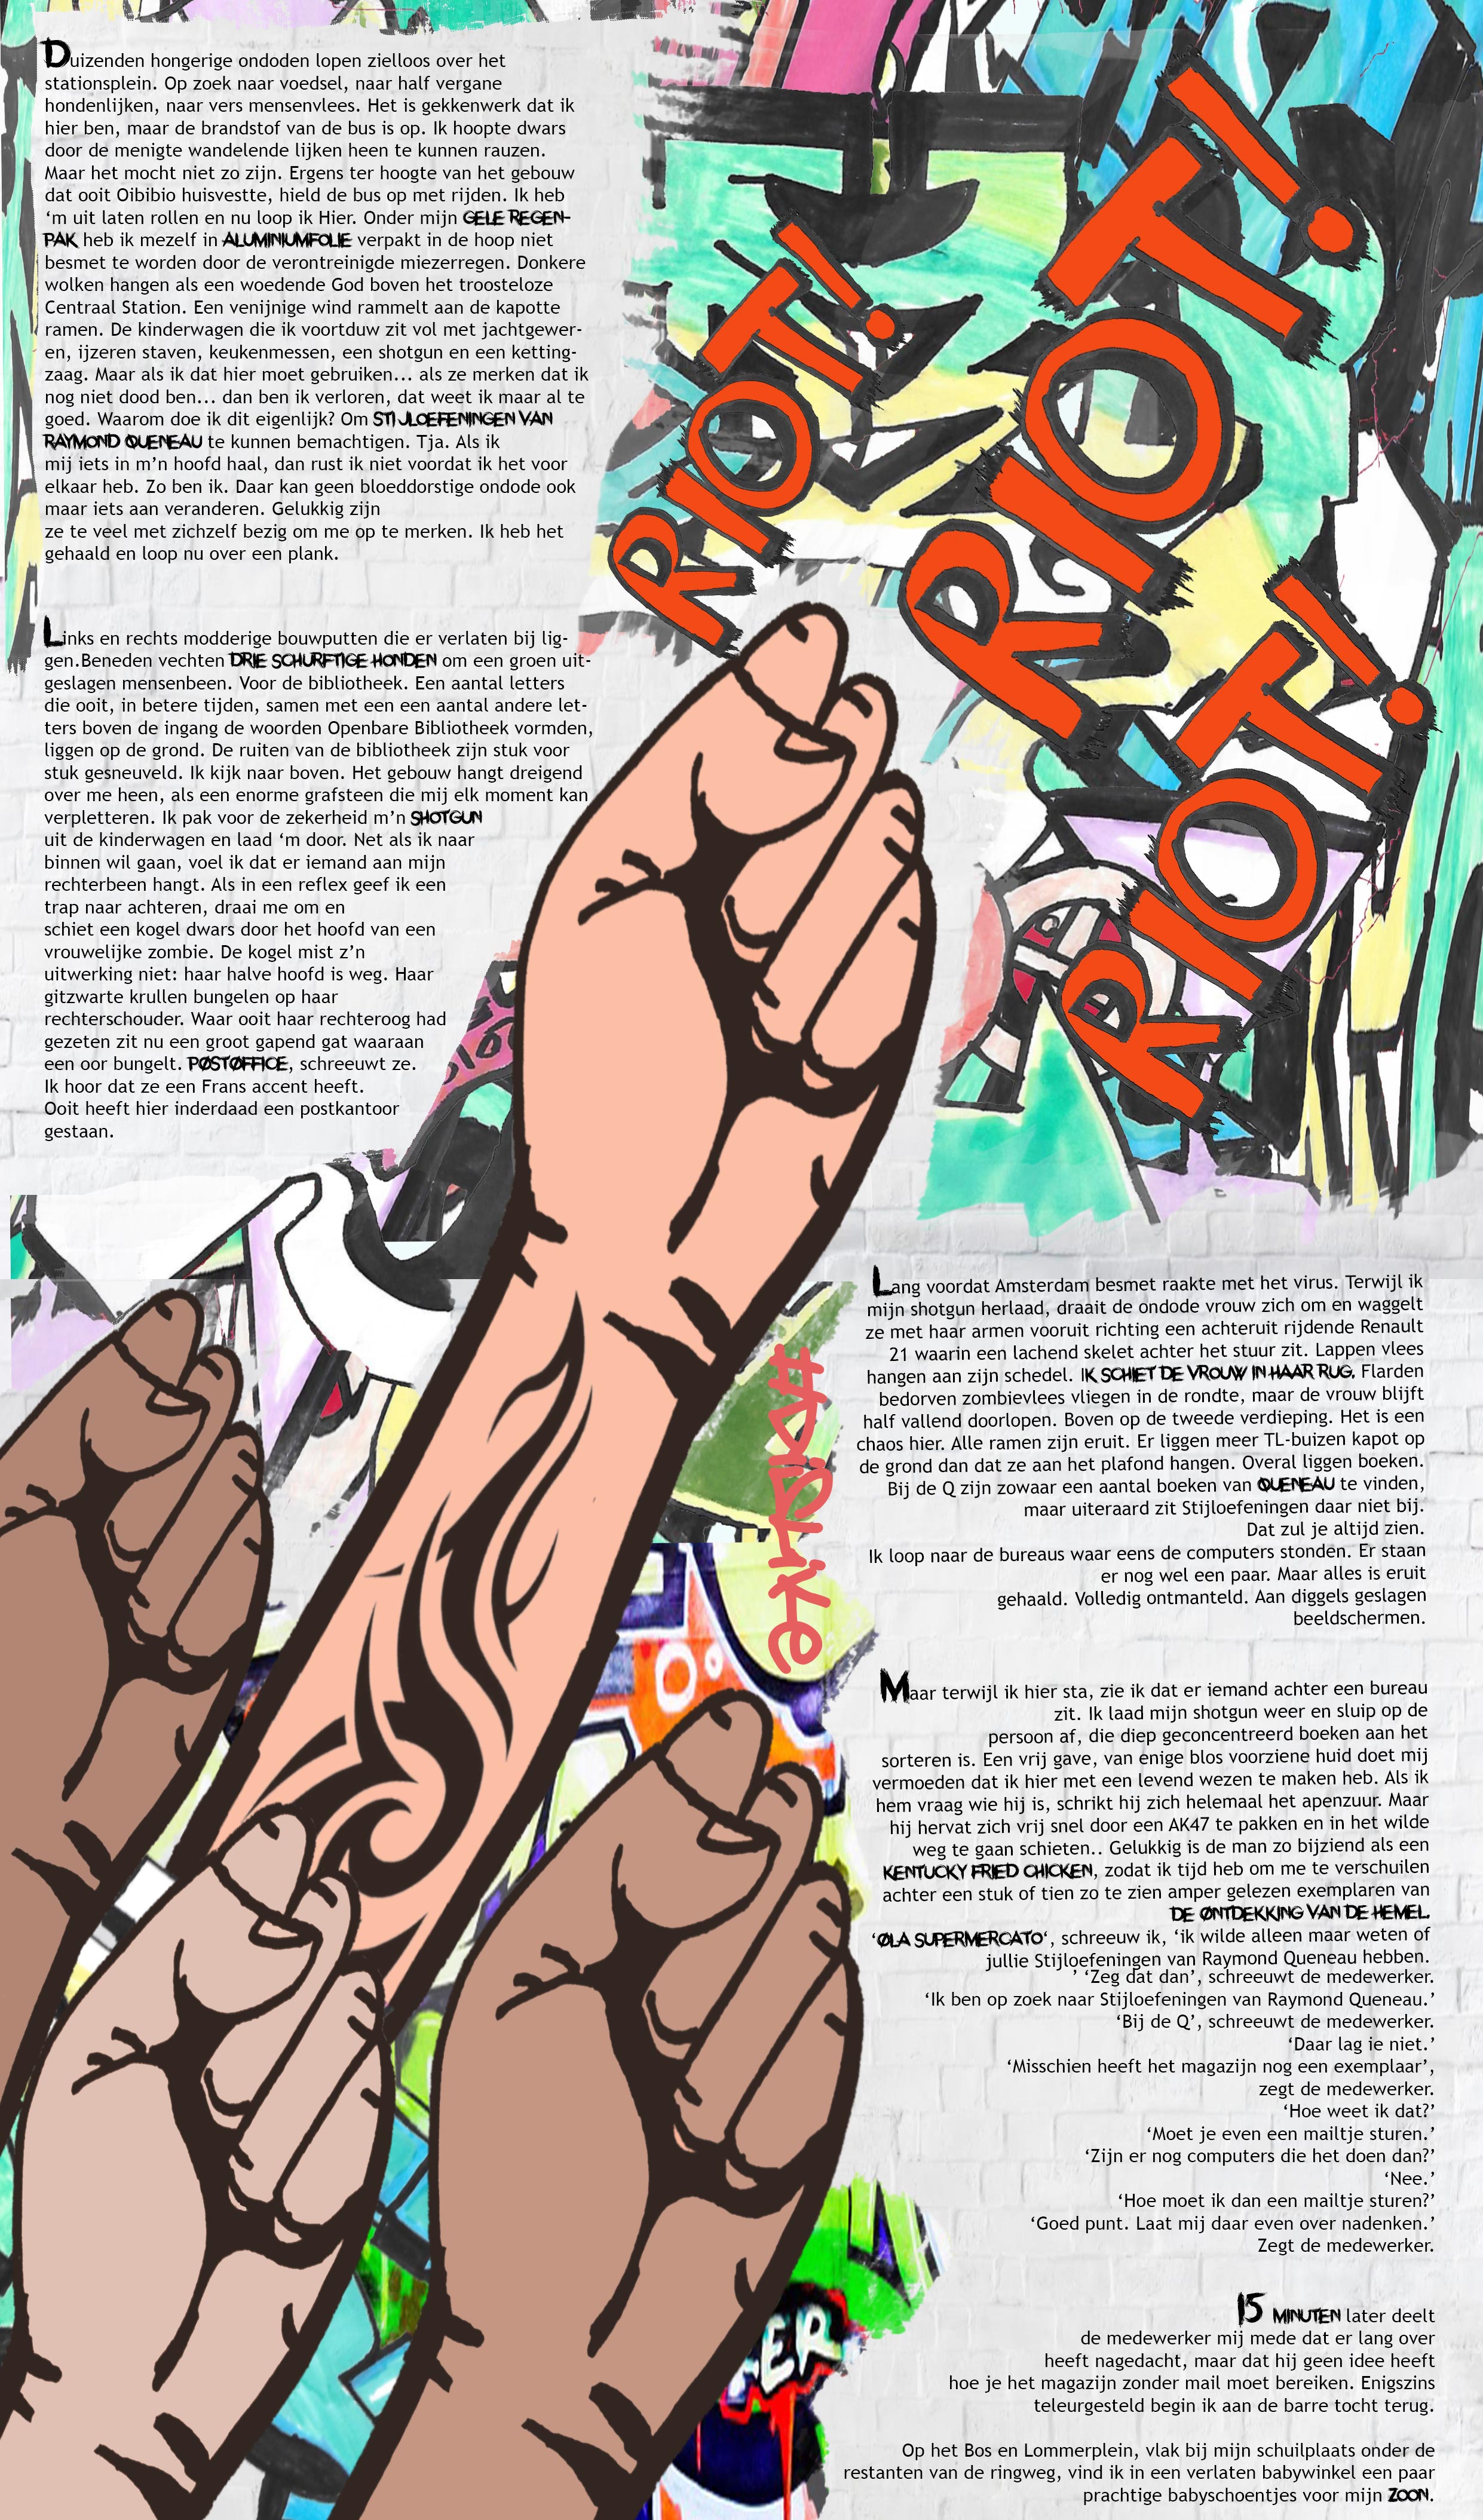 Duizenden hongerige ondoden lopen zielloos over het
stationsplein. Op zoek naar voedsel, naar half vergane
hondenlijken, naar vers mensenvlees. Het is gekkenwerk dat ik
hier ben, maar de brandstof van de bus is op. Ik hoopte dwars
door de menigte wandelende lijken heen te kunnen rauzen.
Maar het mocht niet zo zijn. Ergens ter hoogte van het gebouw
dat ooit Oibibio huisvestte, hield de bus op met rijden. Ik heb
‘m uit laten rollen en nu loop ik Hier. Onder mijn GELE REGEN-
PAK heb ik mezelf in ALUMINIUMFOLIE verpakt in de hoop niet
besmet te worden door de verontreinigde miezerregen. Donkere
wolken hangen als een woedende God boven het troosteloze
Centraal Station. Een venijnige wind rammelt aan de kapotte
ramen. De kinderwagen die ik voortduw zit vol met jachtgewer-
en, ijzeren staven, keukenmessen, een shotgun en een ketting-
zaag. Maar als ik dat hier moet gebruiken... als ze merken dat ik
nog niet dood ben... dan ben ik verloren, dat weet ik maar al te
goed. Waarom doe ik dit eigenlijk? Om STIJLOEFENINGEN VAN
RAYMOND QUENEAU te kunnen bemachtigen. Tja. Als ik
mij iets in m’n hoofd haal, dan rust ik niet voordat ik het voor
elkaar heb. Zo ben ik. Daar kan geen bloeddorstige ondode ook
maar iets aan veranderen. Gelukkig zijn
ze te veel met zichzelf bezig om me op te merken. Ik heb het
gehaald en loop nu over een plank.
RIOT!
RIOT!
RIOT!
Links en rechts modderige bouwputten die er verlaten bij lig-
gen.Beneden vechten DRIE SCHURFTIGE HONDEN om een groen uit-
geslagen mensenbeen. Voor de bibliotheek. Een aantal letters
die ooit, in betere tijden, samen met een een aantal andere let-
ters boven de ingang de woorden Openbare Bibliotheek vormden,
liggen op de grond. De ruiten van de bibliotheek zijn stuk voor
stuk gesneuveld. Ik kijk naar boven. Het gebouw hangt dreigend
over me heen, als een enorme grafsteen die mij elk moment kan
verpletteren. Ik pak voor de zekerheid m’n SHOTGUN
uit de kinderwagen en laad ‘m door. Net als ik naar
binnen wil gaan, voel ik dat er iemand aan mijn
rechterbeen hangt. Als in een reflex geef ik een
trap naar achteren, draai me om en
schiet een kogel dwars door het hoofd van een
vrouwelijke zombie. De kogel mist z’n
uitwerking niet: haar halve hoofd is weg. Haar
gitzwarte krullen bungelen op haar
rechterschouder. Waar ooit haar rechteroog had
gezeten zit nu een groot gapend gat waaraan
een oor bungelt. POSTOFFICE, schreeuwt ze.
Ik hoor dat ze een Frans accent heeft.
Ooit heeft hier inderdaad een postkantoor
gestaan.
Lang voordat Amsterdam besmet raakte met het virus. Terwijl ik
mijn shotgun herlaad, draait de ondode vrouw zich om en waggelt
ze met haar armen vooruit richting een achteruit rijdende Renault
21 waarin een lachend skelet achter het stuur zit. Lappen vlees
hangen aan zijn schedel. IK SCHIET DE VROUW IN HAAR RUG. Flarden
bedorven zombievlees vliegen in de rondte, maar de vrouw blijft
half vallend doorlopen. Boven op de tweede verdieping. Het is een
chaos hier. Alle ramen zijn eruit. Er liggen meer TL-buizen kapot op
de grond dan dat ze aan het plafond hangen. Overal liggen boeken.
Bij de Q zijn zowaar een aantal boeken van QUENEAU te vinden,
maar uiteraard zit Stijloefeningen daar niet bij.
Dat zul je altijd zien.
Ik loop naar de bureaus waar eens de computers stonden. Er staan
er nog wel een paar. Maar alles is eruit
gehaald. Volledig ontmanteld. Aan diggels geslagen
beeldschermen.
Maar terwijl ik hier sta, zie ik dat er iemand achter een bureau
zit. Ik laad mijn shotgun weer en sluip op de
persoon af, die diep geconcentreerd boeken aan het
sorteren is. Een vrij gave, van enige blos voorziene huid doet mij
vermoeden dat ik hier met een levend wezen te maken heb. Als ik
hem vraag wie hij is, schrikt hij zich helemaal het apenzuur. Maar
hij hervat zich vrij snel door een AK47 te pakken en in het wilde
weg te gaan schieten.. Gelukkig is de man zo bijziend als een
KENTUCKY FRIED CHICKEN, zodat ik tijd heb om me te verschuilen
achter een stuk of tien zo te zien amper gelezen exemplaren van
DE ONTDEKKING VAN DE HEMEL.
‘OLA SUPERMERCATO‘, schreeuw ik, ‘ik wilde alleen maar weten of
jullie Stijloefeningen van Raymond Queneau hebben.
’ ‘Zeg dat dan’, schreeuwt de medewerker.
‘Ik ben op zoek naar Stijloefeningen van Raymond Queneau.’
‘Bij de Q’, schreeuwt de medewerker.
‘Daar lag je niet.’
‘Misschien heeft het magazijn nog een exemplaar’,
zegt de medewerker.
‘Hoe weet ik dat?’
‘Moet je even een mailtje sturen.’
‘Zijn er nog computers die het doen dan?’
‘Nee.’
‘Hoe moet ik dan een mailtje sturen?’
‘Goed punt. Laat mij daar even over nadenken.’
Zegt de medewerker.
15 MINUTEN later deelt
de medewerker mij mede dat er lang over
heeft nagedacht, maar dat hij geen idee heeft
hoe je het magazijn zonder mail moet bereiken. Enigszins
teleurgesteld begin ik aan de barre tocht terug.
Op het Bos en Lommerplein, vlak bij mijn schuilplaats onder de
restanten van de ringweg, vind ik in een verlaten babywinkel een paar
prachtige babyschoentjes voor mijn ZOON.